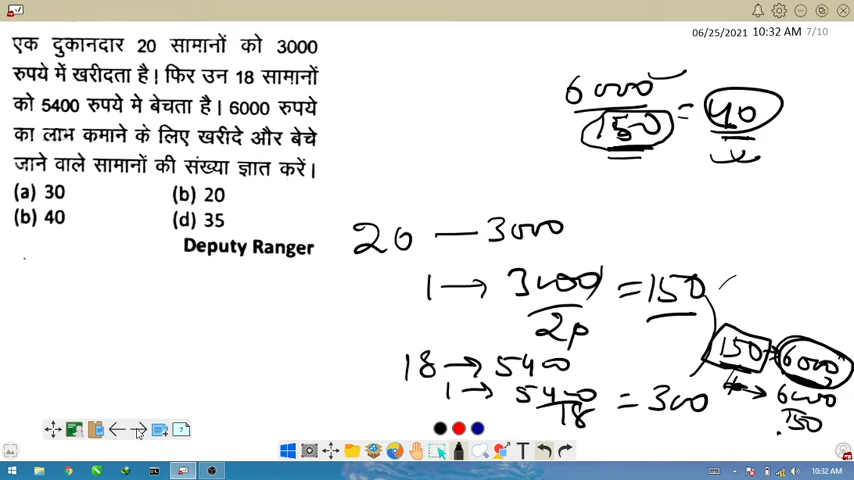 06/25/2021 10:32 AM 7/10
एक दुकानदार 20 सामानों को 3000
रुपये में खरीदता है। फिर उन 18 सामानों
को 5400 रुपये मे बेचता है। 6000 रुपये
का लाभ कमाने के लिए खरीदे और बेचे
जाने वाले सामानों की संख्या ज्ञात करें।
(a) 30 (b) 20
(b) 40 (d) 35
Deputy Ranger
6000/150 = 40
20 — 3000
1 → 3000/20 = 150
18 → 5400
1 → 5400/18 = 300
150 → 6000
1 → 6000/150
7
10:32 AM